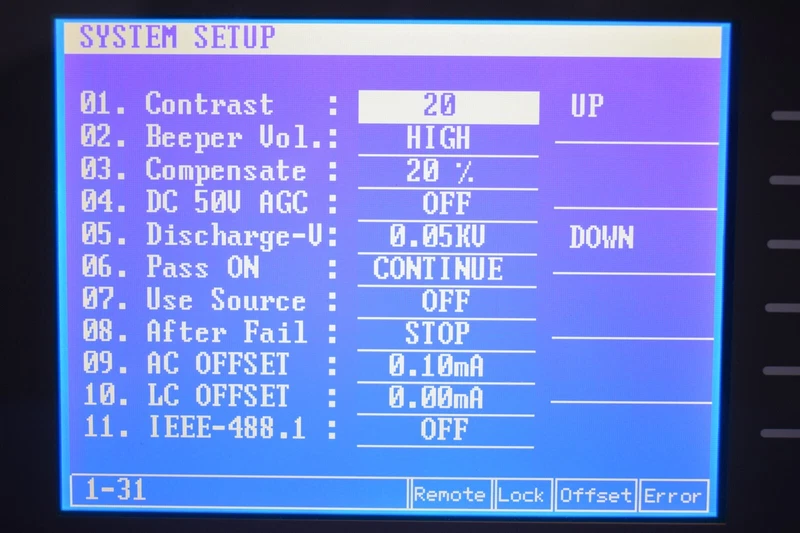 SYSTEM SETUP
01. Contrast : 20 UP
02. Beeper Vol.: HIGH
03. Compensate : 20 %
04. DC 50V AGC : OFF
05. Discharge-V: 0.05KV DOWN
06. Pass ON : CONTINUE
07. Use Source : OFF
08. After Fail : STOP
09. AC OFFSET : 0.10mA
10. LC OFFSET : 0.00mA
11. IEEE-488.1 : OFF
1-31 Remote Lock Offset Error